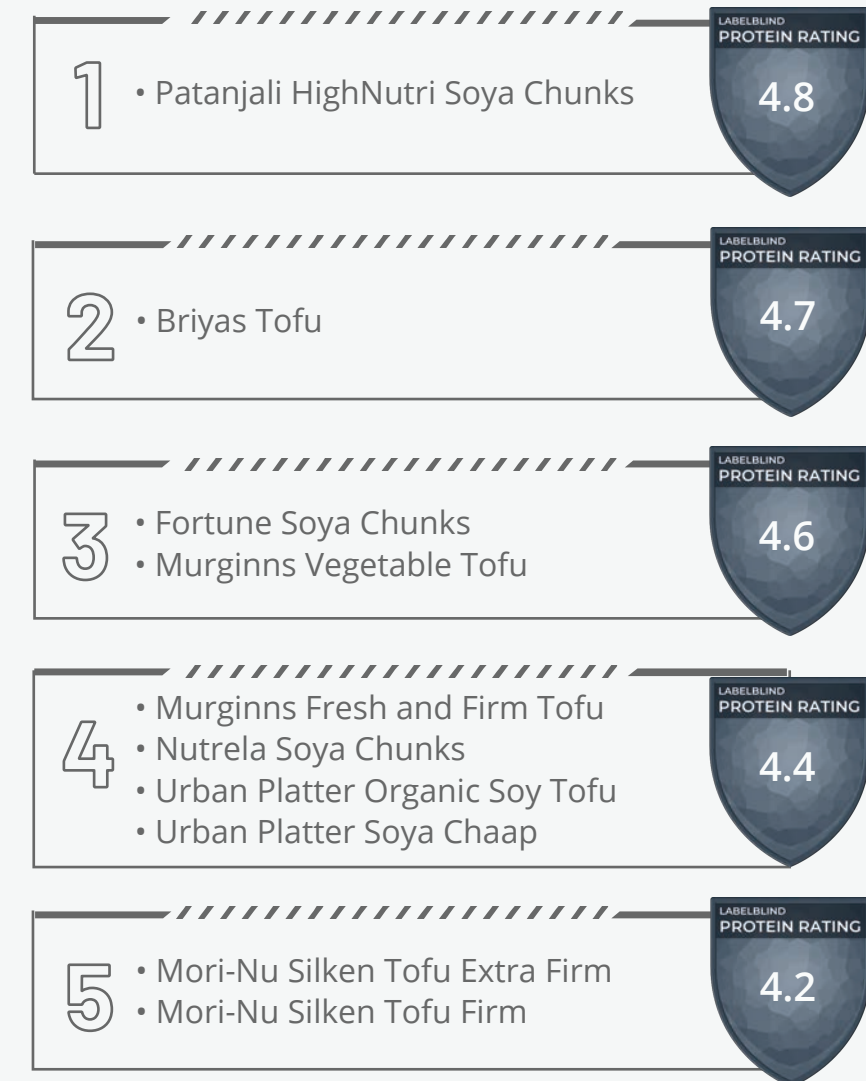 LABELBLIND
PROTEIN RATING
1
• Patanjali HighNutri Soya Chunks
4.8
LABELBLIND
PROTEIN RATING
2
• Briyas Tofu
4.7
LABELBLIND
PROTEIN RATING
3
• Fortune Soya Chunks
• Murginns Vegetable Tofu
4.6
LABELBLIND
PROTEIN RATING
4
• Murginns Fresh and Firm Tofu
• Nutrela Soya Chunks
• Urban Platter Organic Soy Tofu
• Urban Platter Soya Chaap
4.4
LABELBLIND
PROTEIN RATING
5
• Mori-Nu Silken Tofu Extra Firm
• Mori-Nu Silken Tofu Firm
4.2